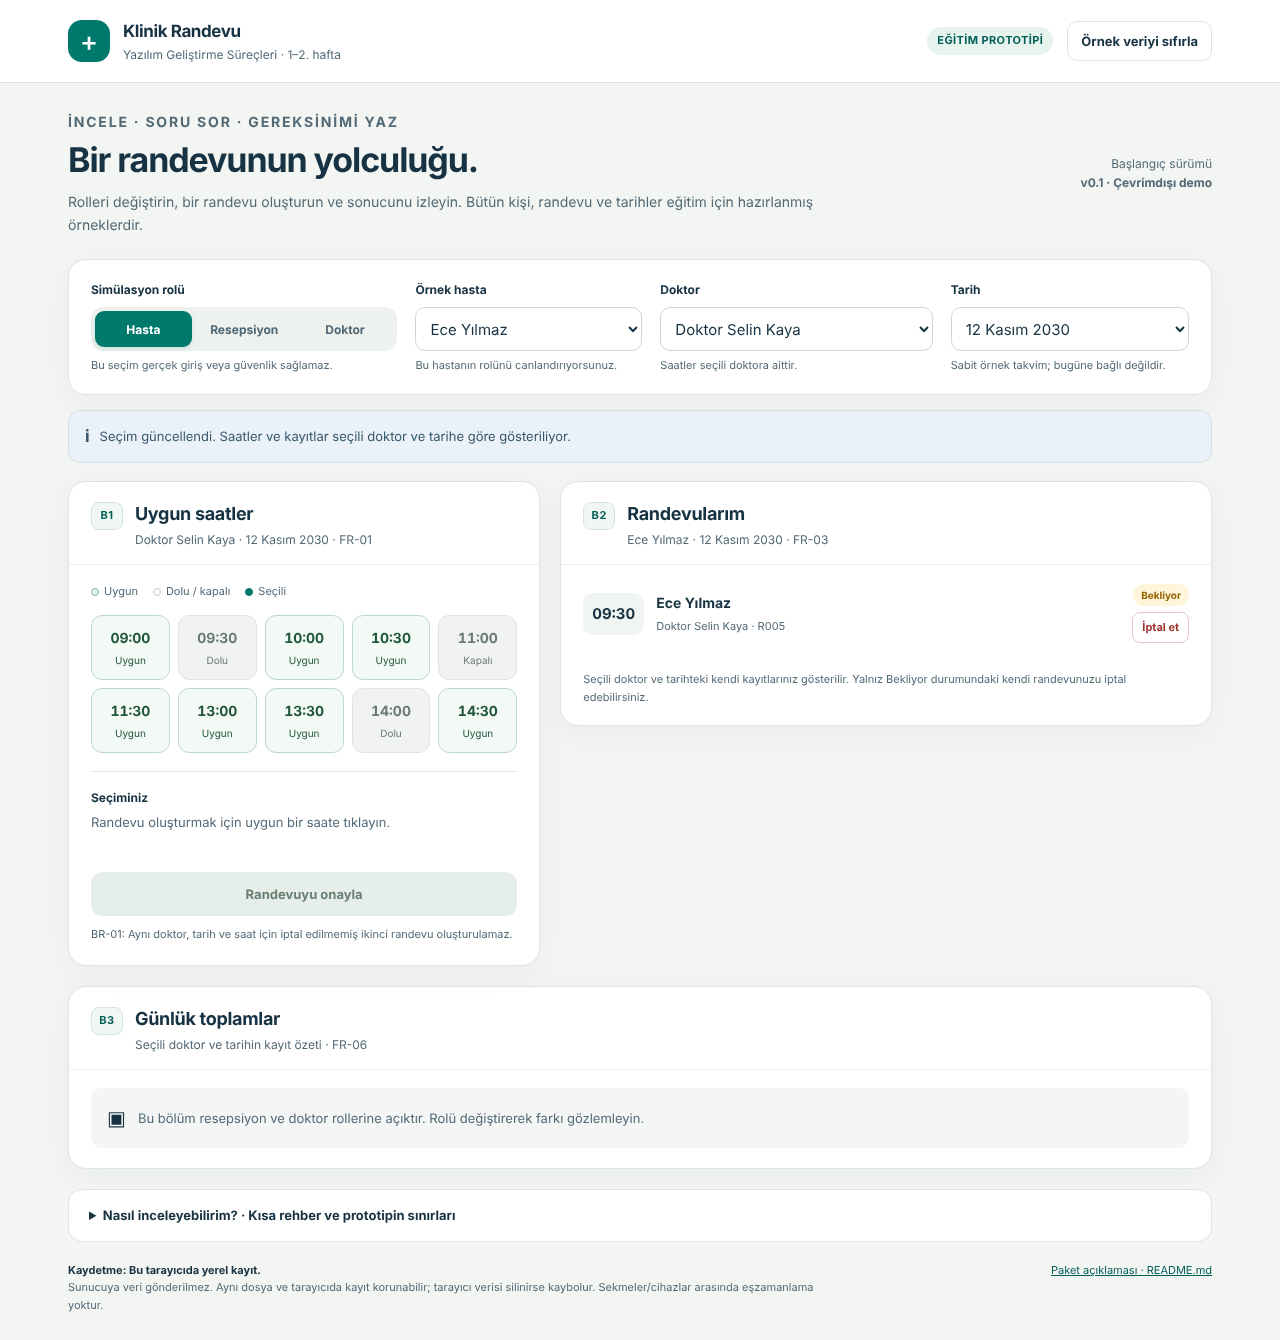 +
Klinik Randevu
Yazılım Geliştirme Süreçleri · 1–2. hafta
EĞİTİM PROTOTİPİ
Örnek veriyi sıfırla
İNCELE · SORU SOR · GEREKSİNİMİ YAZ
Bir randevunun yolculuğu.
Rolleri değiştirin, bir randevu oluşturun ve sonucunu izleyin. Bütün kişi, randevu ve tarihler eğitim için hazırlanmış
örneklerdir.
Başlangıç sürümü
v0.1 · Çevrimdışı demo
Simülasyon rolü
Hasta
Resepsiyon
Doktor
Bu seçim gerçek giriş veya güvenlik sağlamaz.
Örnek hasta
Ece Yılmaz
Bu hastanın rolünü canlandırıyorsunuz.
Doktor
Doktor Selin Kaya
Saatler seçili doktora aittir.
Tarih
12 Kasım 2030
Sabit örnek takvim; bugüne bağlı değildir.
i Seçim güncellendi. Saatler ve kayıtlar seçili doktor ve tarihe göre gösteriliyor.
B1
Uygun saatler
Doktor Selin Kaya · 12 Kasım 2030 · FR-01
Uygun
Dolu / kapalı
Seçili
09:00
Uygun
09:30
Dolu
10:00
Uygun
10:30
Uygun
11:00
Kapalı
11:30
Uygun
13:00
Uygun
13:30
Uygun
14:00
Dolu
14:30
Uygun
Seçiminiz
Randevu oluşturmak için uygun bir saate tıklayın.
Randevuyu onayla
BR-01: Aynı doktor, tarih ve saat için iptal edilmemiş ikinci randevu oluşturulamaz.
B2
Randevularım
Ece Yılmaz · 12 Kasım 2030 · FR-03
09:30
Ece Yılmaz
Doktor Selin Kaya · R005
Bekliyor
İptal et
Seçili doktor ve tarihteki kendi kayıtlarınız gösterilir. Yalnız Bekliyor durumundaki kendi randevunuzu iptal
edebilirsiniz.
B3
Günlük toplamlar
Seçili doktor ve tarihin kayıt özeti · FR-06
Bu bölüm resepsiyon ve doktor rollerine açıktır. Rolü değiştirerek farkı gözlemleyin.
Nasıl inceleyebilirim? · Kısa rehber ve prototipin sınırları
Kaydetme: Bu tarayıcıda yerel kayıt.
Sunucuya veri gönderilmez. Aynı dosya ve tarayıcıda kayıt korunabilir; tarayıcı verisi silinirse kaybolur. Sekmeler/cihazlar arasında eşzamanlama
yoktur.
Paket açıklaması · README.md